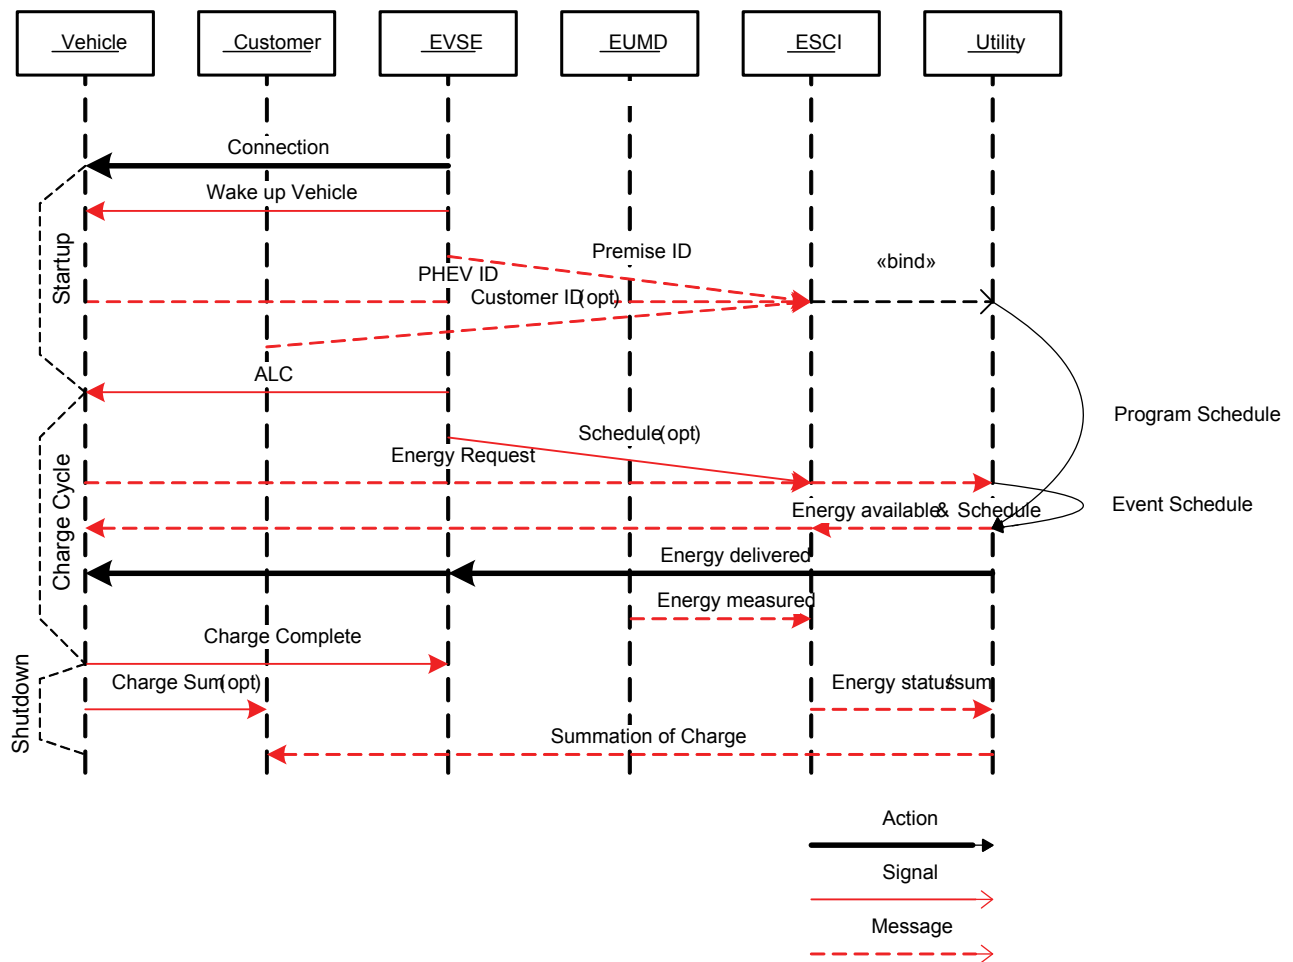 Vehicle
Customer
EVSE
EUMD
ESCI
Utility
Connection
Wake up Vehicle
Premise ID
«bind»
PHEV ID
Customer ID(opt)
Startup
ALC
Program Schedule
Schedule(opt)
Energy Request
Charge Cycle
Energy available& Schedule
Event Schedule
Energy delivered
Energy measured
Charge Complete
Charge Sum(opt)
Energy status/sum
Shutdown
Summation of Charge
Action
Signal
Message